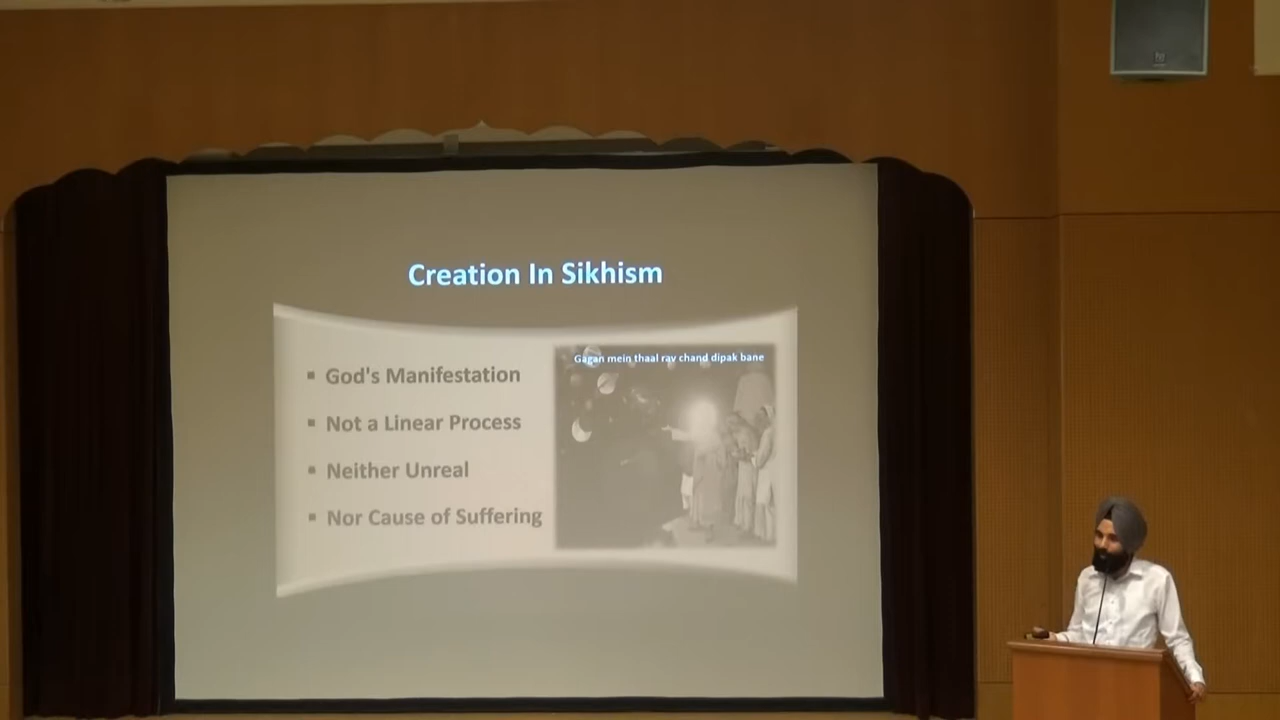 Creation In Sikhism
Gagan mein thaal rav chand dipak bane
▪ God's Manifestation
▪ Not a Linear Process
▪ Neither Unreal
▪ Nor Cause of Suffering